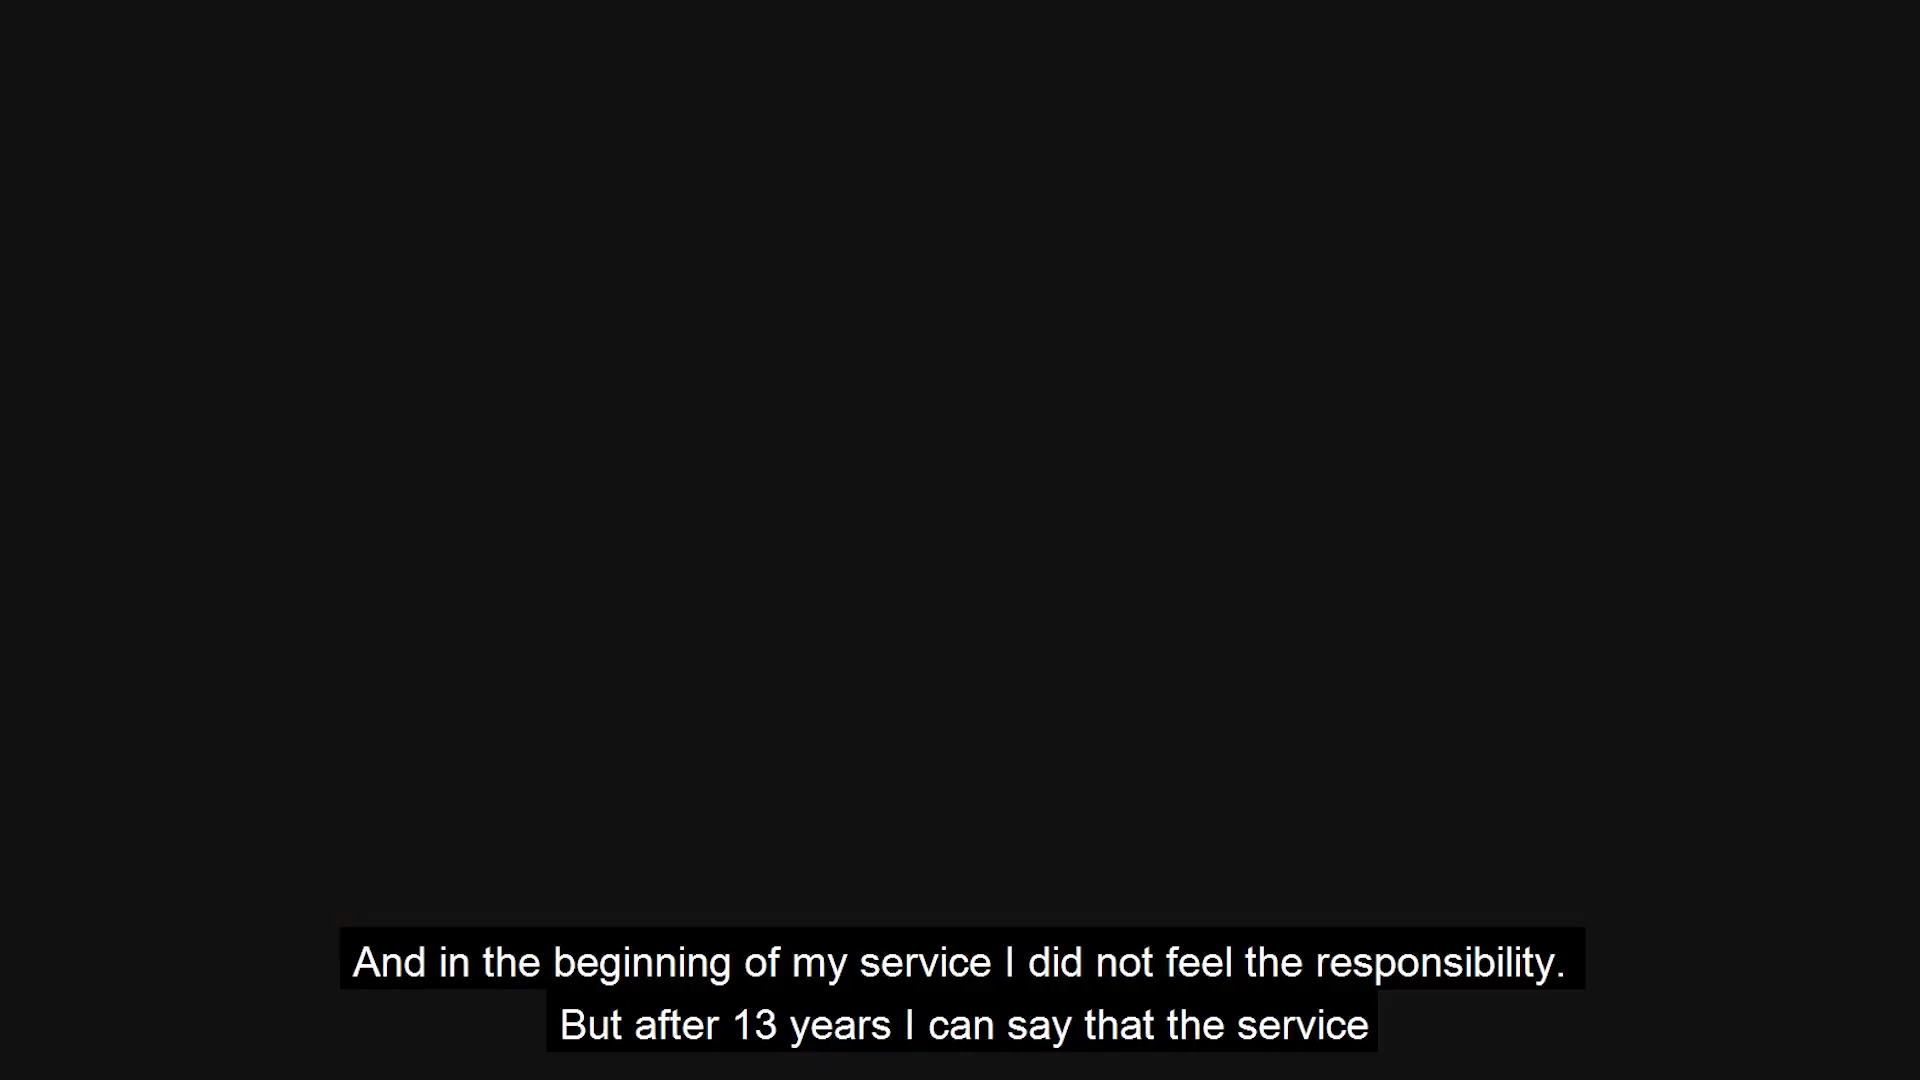 And in the beginning of my service I did not feel the responsibility.
But after 13 years I can say that the service